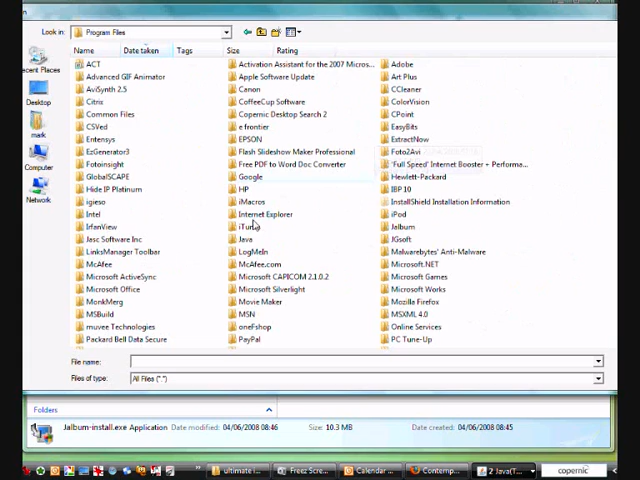 Look in: Program Files
Name Date taken Tags Size Rating
ACT Activation Assistant for the 2007 Micros... Adobe
Advanced GIF Animator Apple Software Update Art Plus
AviSynth 2.5 Canon CCleaner
Citrix CoffeeCup Software ColorVision
Common Files Copernic Desktop Search 2 CPoint
CSVed e frontier EasyBits
Entensys EPSON ExtractNow
EzGenerator3 Flash Slideshow Maker Professional Foto2Avi
Recent Places
Fotoinsight Free PDF to Word Doc Converter 'Full Speed' Internet Booster + Performa...
Desktop
GlobalSCAPE Google Hewlett-Packard
Hide IP Platinum HP IBP 10
mark
igieso iMacros InstallShield Installation Information
Intel Internet Explorer iPod
Computer
IrfanView iTunes Jalbum
Jasc Software Inc Java JGsoft
Network
LinksManager Toolbar LogMeIn Malwarebytes' Anti-Malware
McAfee McAfee.com Microsoft.NET
Microsoft ActiveSync Microsoft CAPICOM 2.1.0.2 Microsoft Games
Microsoft Office Microsoft Silverlight Microsoft Works
MonkMerg Movie Maker Mozilla Firefox
MSBuild MSN MSXML 4.0
muvee Technologies oneFshop Online Services
Packard Bell Data Secure PayPal PC Tune-Up
File name:
Files of type: All Files (*.*)
Folders
Jalbum-install.exe Application Date modified: 04/06/2008 08:46 Size: 10.3 MB Date created: 04/06/2008 08:45
ultimate i... Freez Scre... Calendar ... Contemp... 2 Java(T... copernic